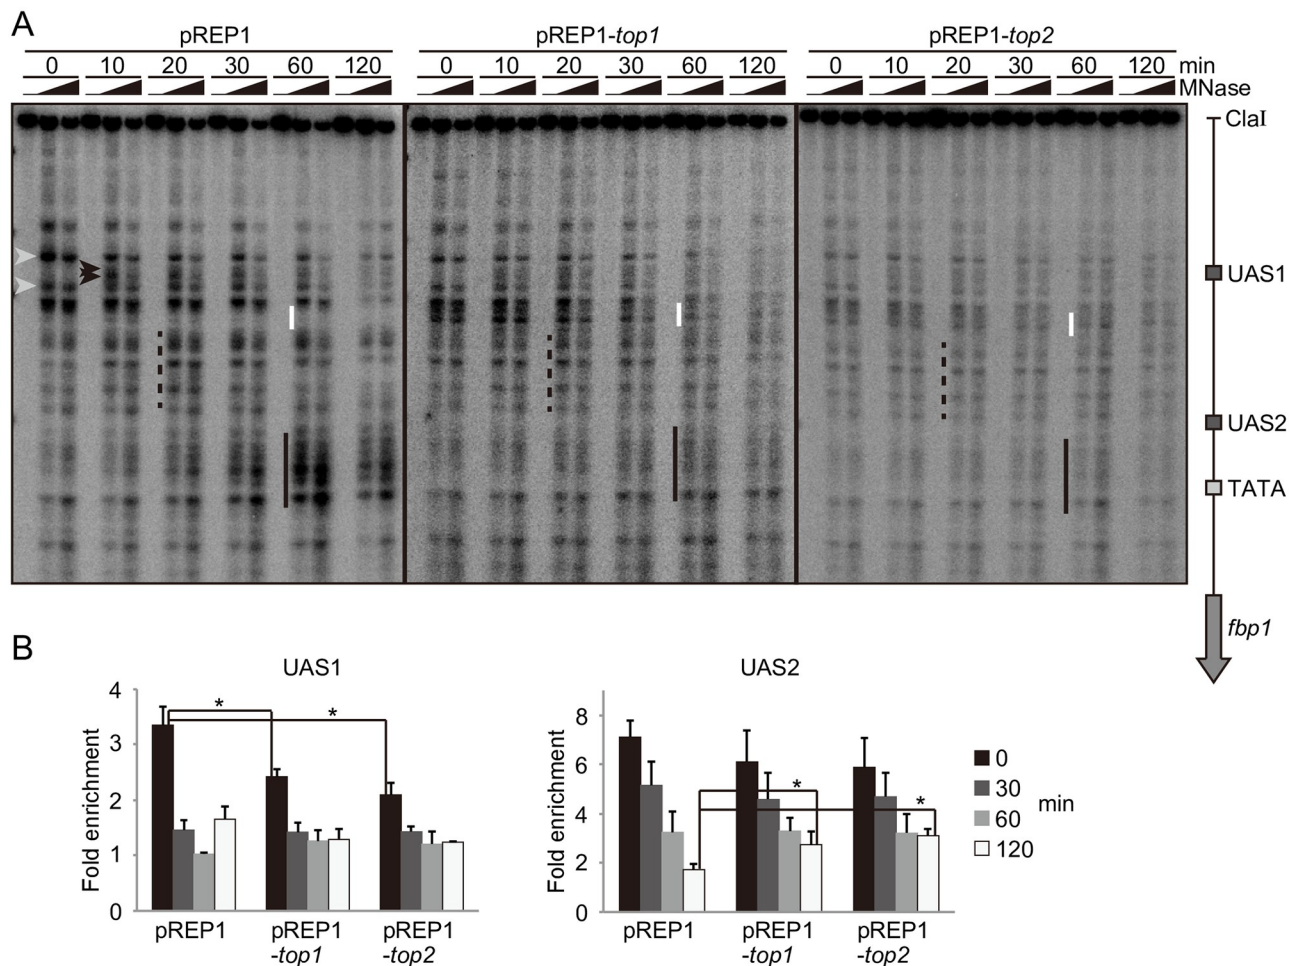 A
pREP1 pREP1-top1 pREP1-top2
0 10 20 30 60 120 0 10 20 30 60 120 0 10 20 30 60 120 min
MNase
ClaI
UAS1
UAS2
TATA
fbp1
B
UAS1
4
3
2
1
0
Fold enrichment
* *
pREP1 pREP1 pREP1
-top1 -top2
UAS2
8
6
4
2
0
Fold enrichment
* *
pREP1 pREP1 pREP1
-top1 -top2
0
30
60
120
min